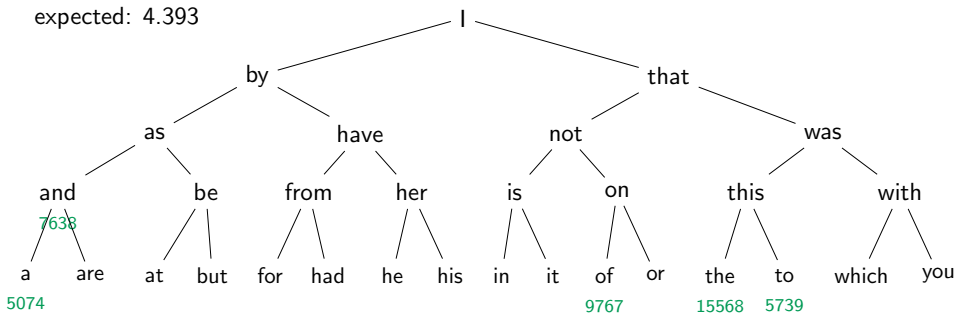 expected: 4.393
I
by that
as have not was
and be from her is on this with
7638
a are at but for had he his in it of or the to which you
5074 9767 15568 5739